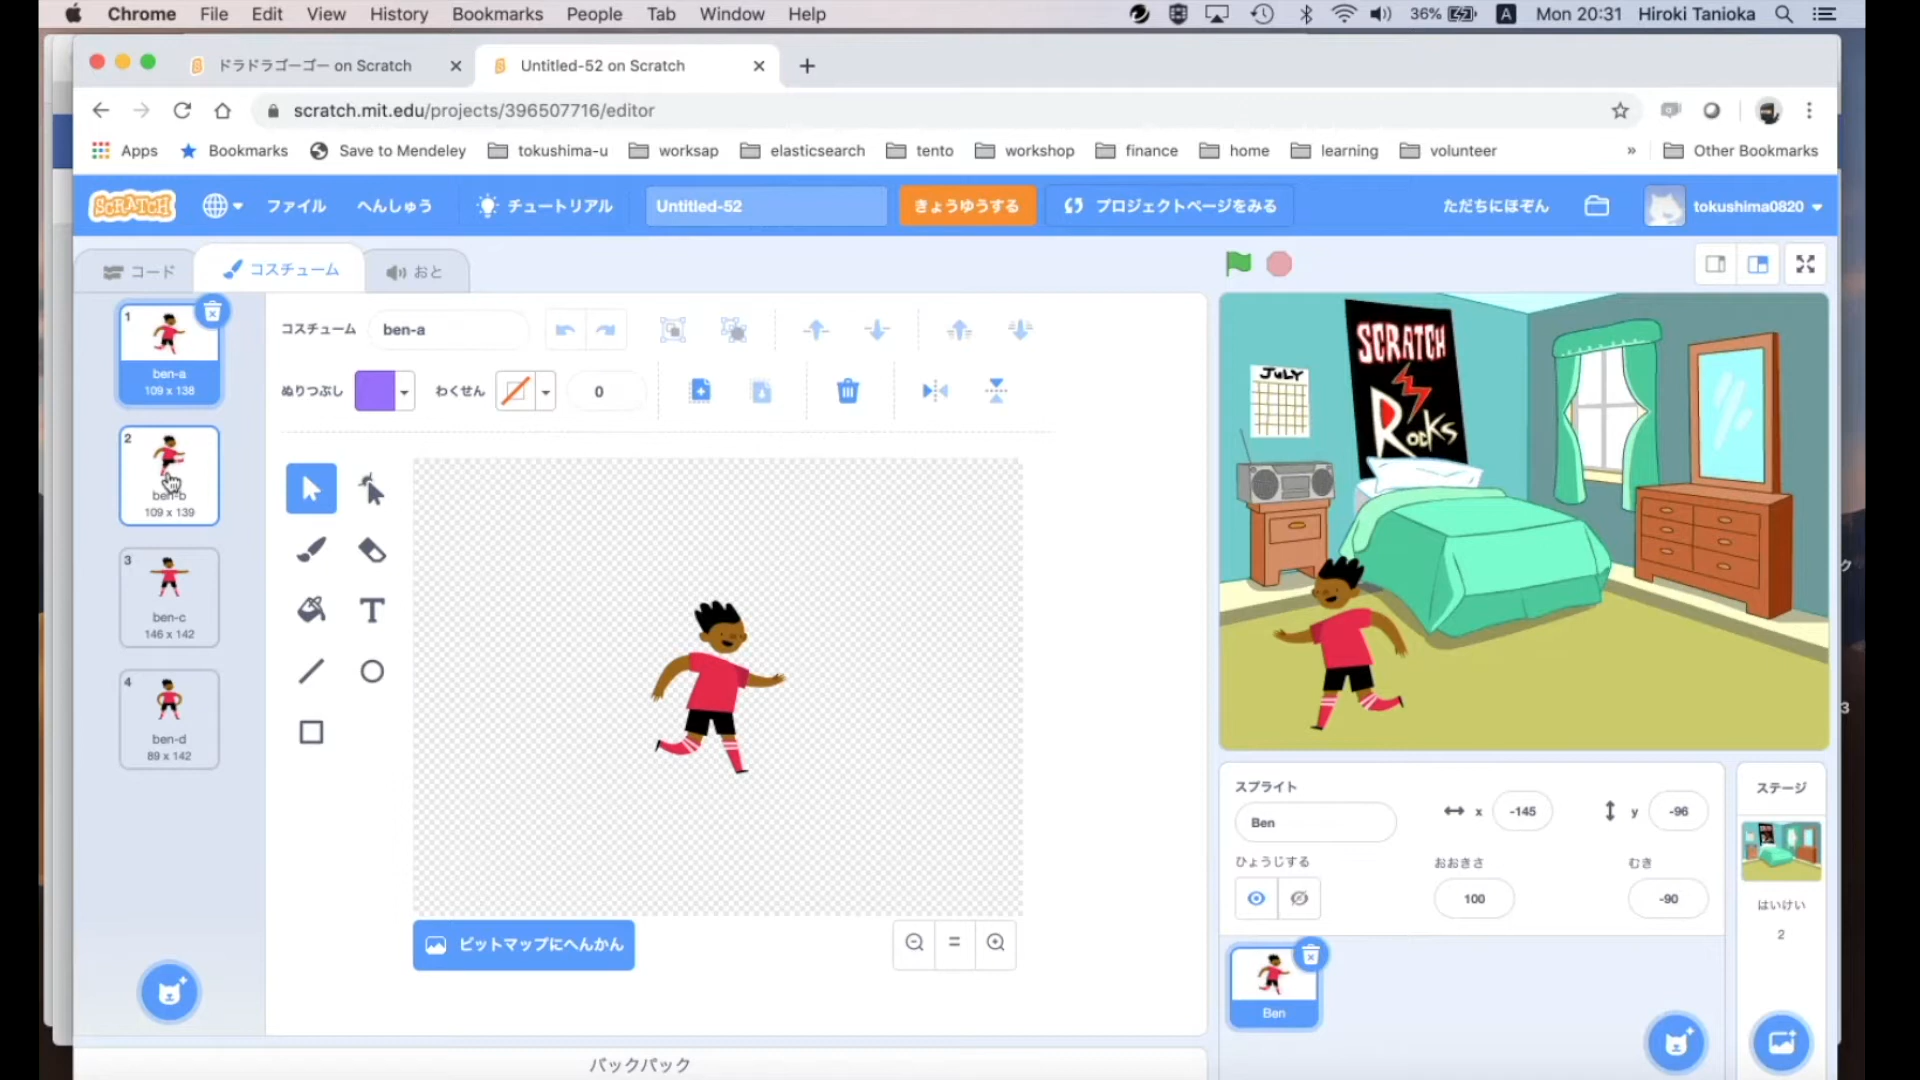 Chrome File Edit View History Bookmarks People Tab Window Help 36% A Mon 20:31 Hiroki Tanioka
ドラドラゴーゴー on Scratch Untitled-52 on Scratch
scratch.mit.edu/projects/396507716/editor
Apps Bookmarks Save to Mendeley tokushima-u worksap elasticsearch tento workshop finance home learning volunteer » Other Bookmarks
SCRATCH ファイル へんしゅう チュートリアル Untitled-52 きょうゆうする プロジェクトページをみる ただちにほぞん tokushima0820
コード コスチューム おと
1
ben-a
109 x 138
2
ben-b
109 x 139
3
ben-c
146 x 142
4
ben-d
89 x 142
コスチューム ben-a
ぬりつぶし わくせん 0
T
ビットマップにへんかん
バックパック
SCRATCH
ROCKS
JULY
スプライト
Ben x -145 y -96
ひょうじする おおきさ むき
100 -90
Ben
ステージ
はいけい
2